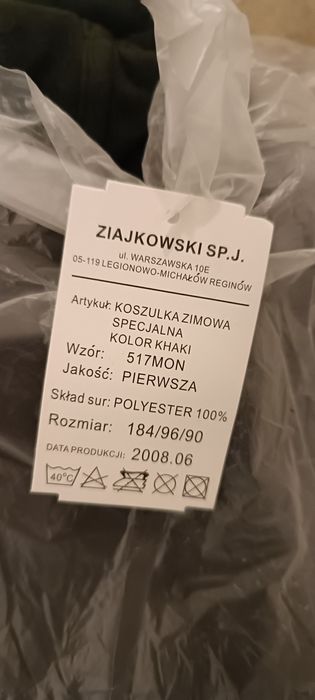 ZIAJKOWSKI SP.J.
ul. WARSZAWSKA 10E
05-119 LEGIONOWO-MICHAŁÓW REGINÓW
Artykuł: KOSZULKA ZIMOWA
SPECJALNA
KOLOR KHAKI
Wzór: 517MON
Jakość: PIERWSZA
Skład sur: POLYESTER 100%
Rozmiar: 184/96/90
DATA PRODUKCJI: 2008.06
40°C